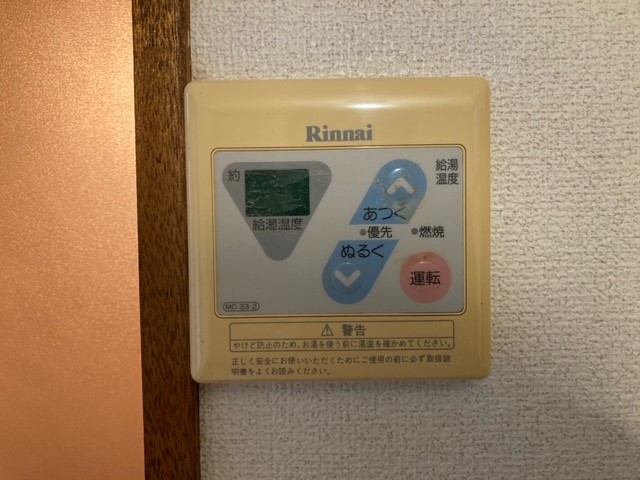 Rinnai
約
給湯温度
給湯
温度
あつく
優先
燃焼
ぬるく
運転
MC-33-2
⚠ 警告
やけど防止のため、お湯を使う前に湯温を確かめてください。
正しく安全にお使いいただくためにご使用の前に必ず取扱説
明書をよくお読みください。